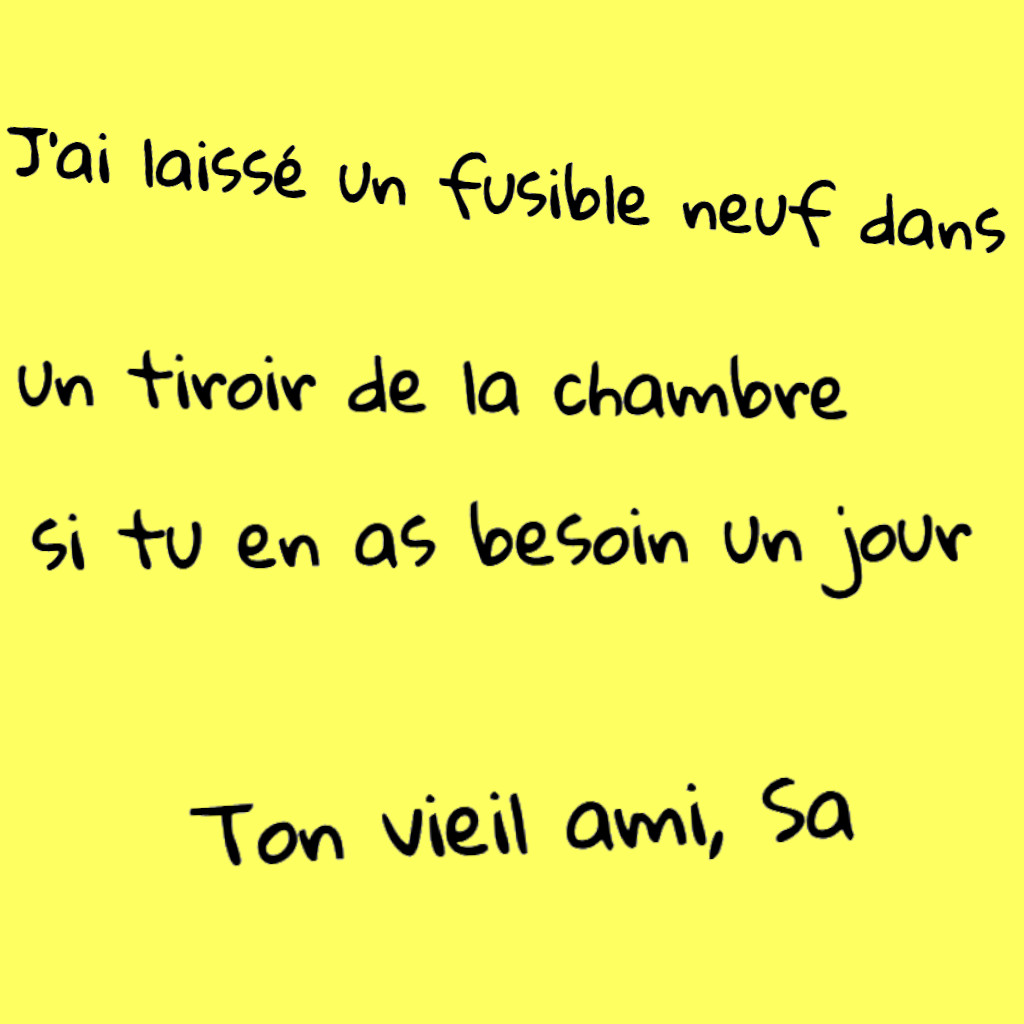 J'ai laissé un fusible neuf dans
un tiroir de la chambre
si tu en as besoin un jour
Ton vieil ami, Sa